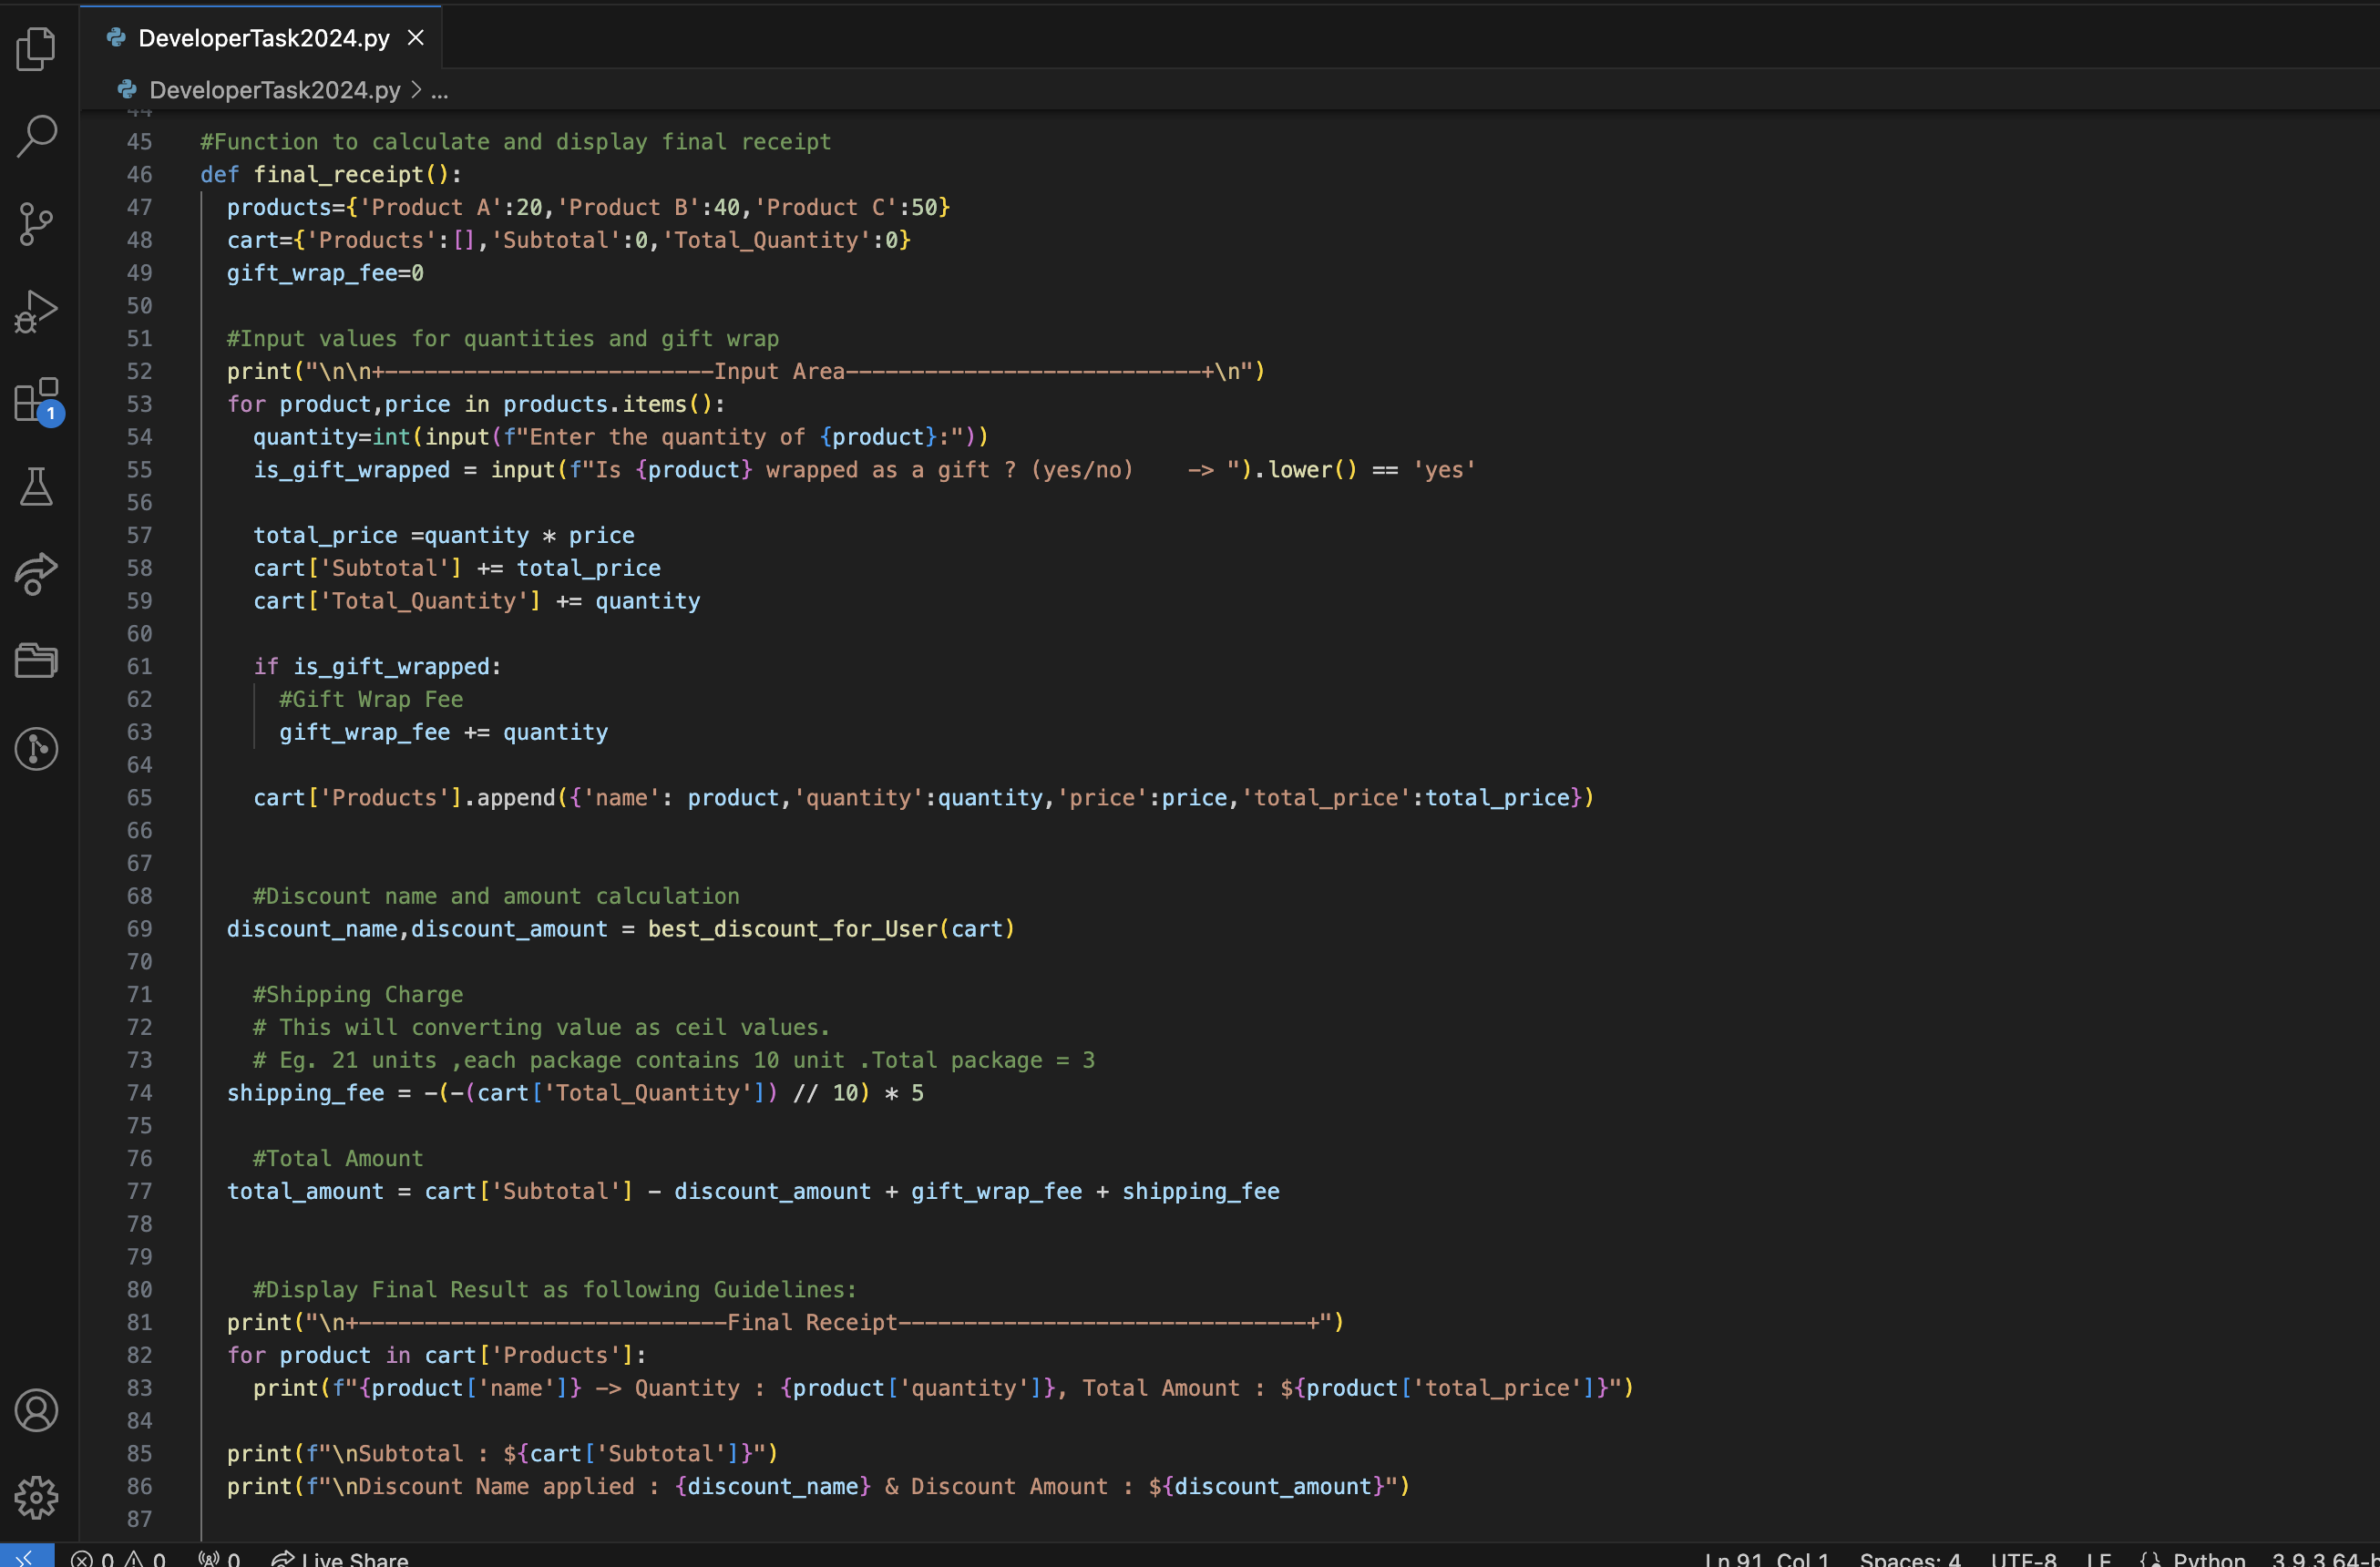 DeveloperTask2024.py
DeveloperTask2024.py > ...
44
45 #Function to calculate and display final receipt
46 def final_receipt():
47 products={'Product A':20,'Product B':40,'Product C':50}
48 cart={'Products':[],'Subtotal':0,'Total_Quantity':0}
49 gift_wrap_fee=0
50
51 #Input values for quantities and gift wrap
52 print("\n\n+-------------------------Input Area---------------------------+\n")
53 for product,price in products.items():
54 quantity=int(input(f"Enter the quantity of {product}:"))
55 is_gift_wrapped = input(f"Is {product} wrapped as a gift ? (yes/no)    -> ").lower() == 'yes'
56
57 total_price =quantity * price
58 cart['Subtotal'] += total_price
59 cart['Total_Quantity'] += quantity
60
61 if is_gift_wrapped:
62 #Gift Wrap Fee
63 gift_wrap_fee += quantity
64
65 cart['Products'].append({'name': product,'quantity':quantity,'price':price,'total_price':total_price})
66
67
68 #Discount name and amount calculation
69 discount_name,discount_amount = best_discount_for_User(cart)
70
71 #Shipping Charge
72 # This will converting value as ceil values.
73 # Eg. 21 units ,each package contains 10 unit .Total package = 3
74 shipping_fee = -(-(cart['Total_Quantity']) // 10) * 5
75
76 #Total Amount
77 total_amount = cart['Subtotal'] - discount_amount + gift_wrap_fee + shipping_fee
78
79
80 #Display Final Result as following Guidelines:
81 print("\n+----------------------------Final Receipt-------------------------------+")
82 for product in cart['Products']:
83 print(f"{product['name']} -> Quantity : {product['quantity']}, Total Amount : ${product['total_price']}")
84
85 print(f"\nSubtotal : ${cart['Subtotal']}")
86 print(f"\nDiscount Name applied : {discount_name} & Discount Amount : ${discount_amount}")
87
1
0 0 0 Live Share Ln 91, Col 1 Spaces: 4 UTF-8 LF {} Python 3.9.3 64-b